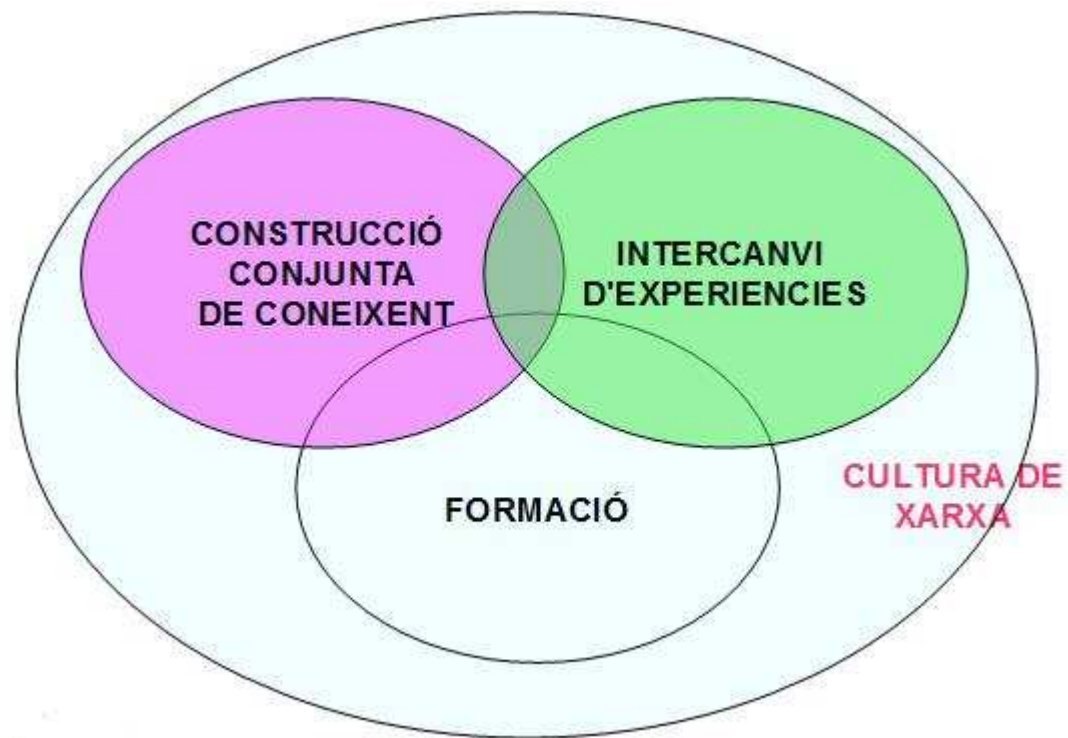 CONSTRUCCIÓ
CONJUNTA
DE CONEIXENT
INTERCANVI
D'EXPERIENCIES
FORMACIÓ
CULTURA DE
XARXA